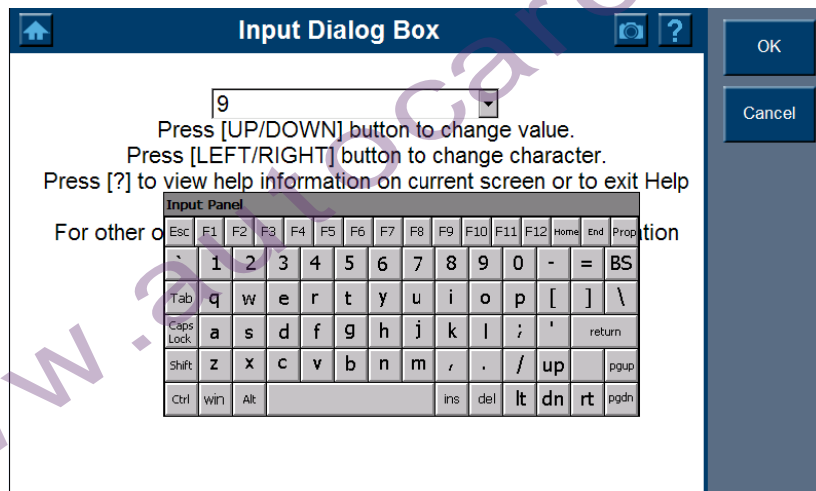 Input Dialog Box
?
OK
Cancel
9
Press [UP/DOWN] button to change value.
Press [LEFT/RIGHT] button to change character.
Press [?] to view help information on current screen or to exit Help
For other o tion
Input Panel
Esc F1 F2 F3 F4 F5 F6 F7 F8 F9 F10 F11 F12 Home End Prop
` 1 2 3 4 5 6 7 8 9 0 - = BS
Tab q w e r t y u i o p [ ] \
Caps Lock a s d f g h j k l ; ' return
Shift z x c v b n m , . / up pgup
Ctrl win Alt ins del lt dn rt pgdn
w.autocar